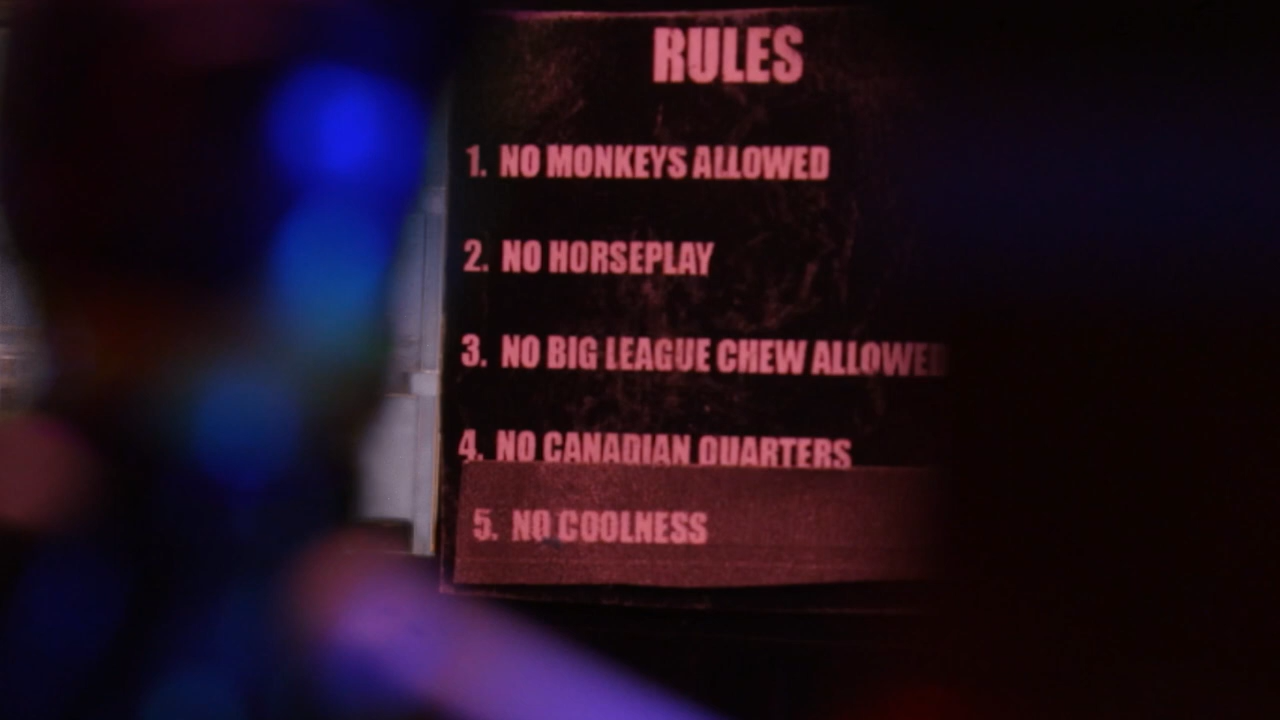 RULES
1. NO MONKEYS ALLOWED
2. NO HORSEPLAY
3. NO BIG LEAGUE CHEW ALLOWED
4. NO CANADIAN QUARTERS
5. NO COOLNESS